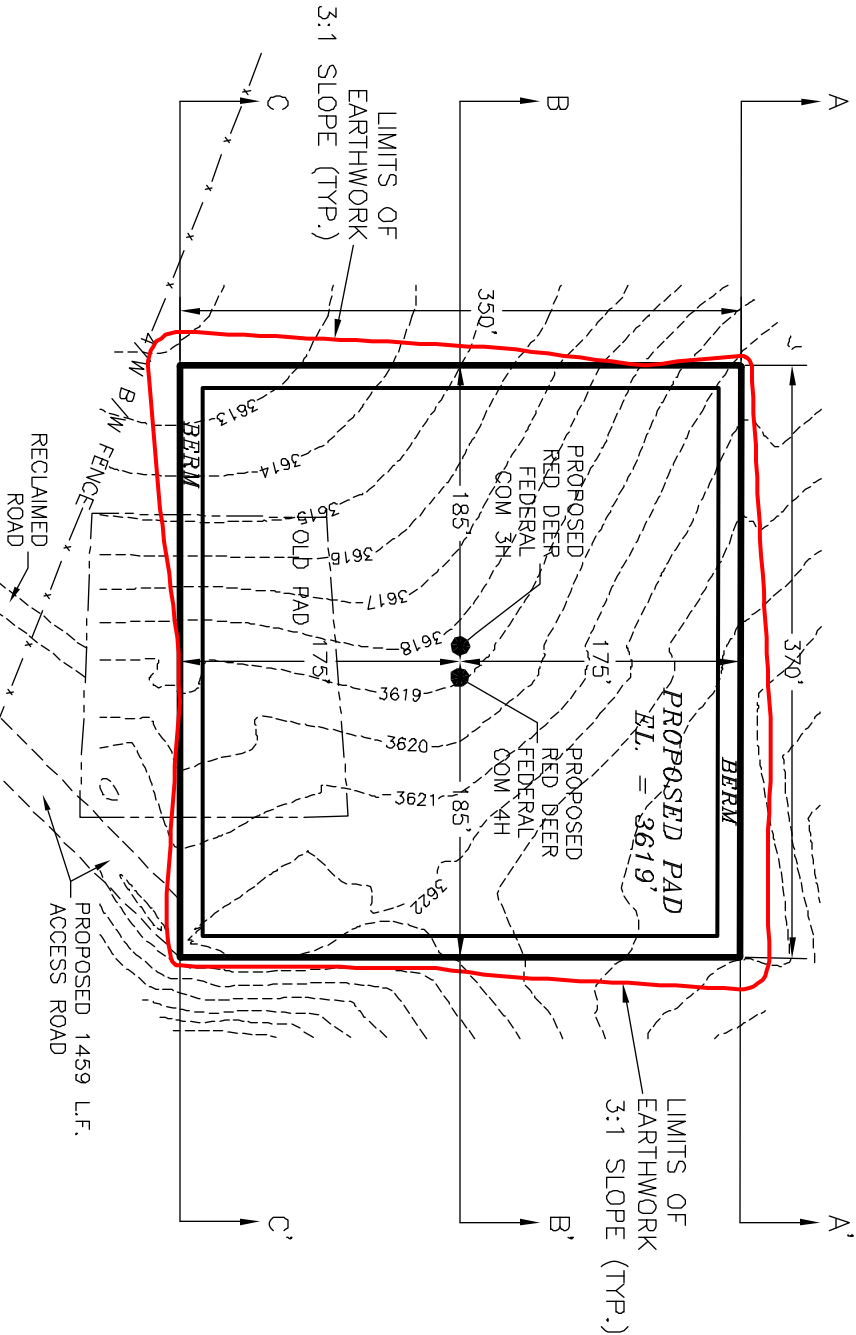 A
A'
B
B'
C
C'
LIMITS OF
EARTHWORK
3:1 SLOPE (TYP.)
LIMITS OF
EARTHWORK
3:1 SLOPE (TYP.)
370'
350'
BERM
PROPOSED PAD
EL. = 3619'
175'
175'
185'
185'
PROPOSED
RED DEER
FEDERAL
COM 3H
PROPOSED
RED DEER
FEDERAL
COM 4H
3613
3614
3615
3616
3617
3618
3619
3620
3621
3622
OLD PAD
BERM
4/W B/W FENCE
RECLAIMED
ROAD
PROPOSED 1459 L.F.
ACCESS ROAD